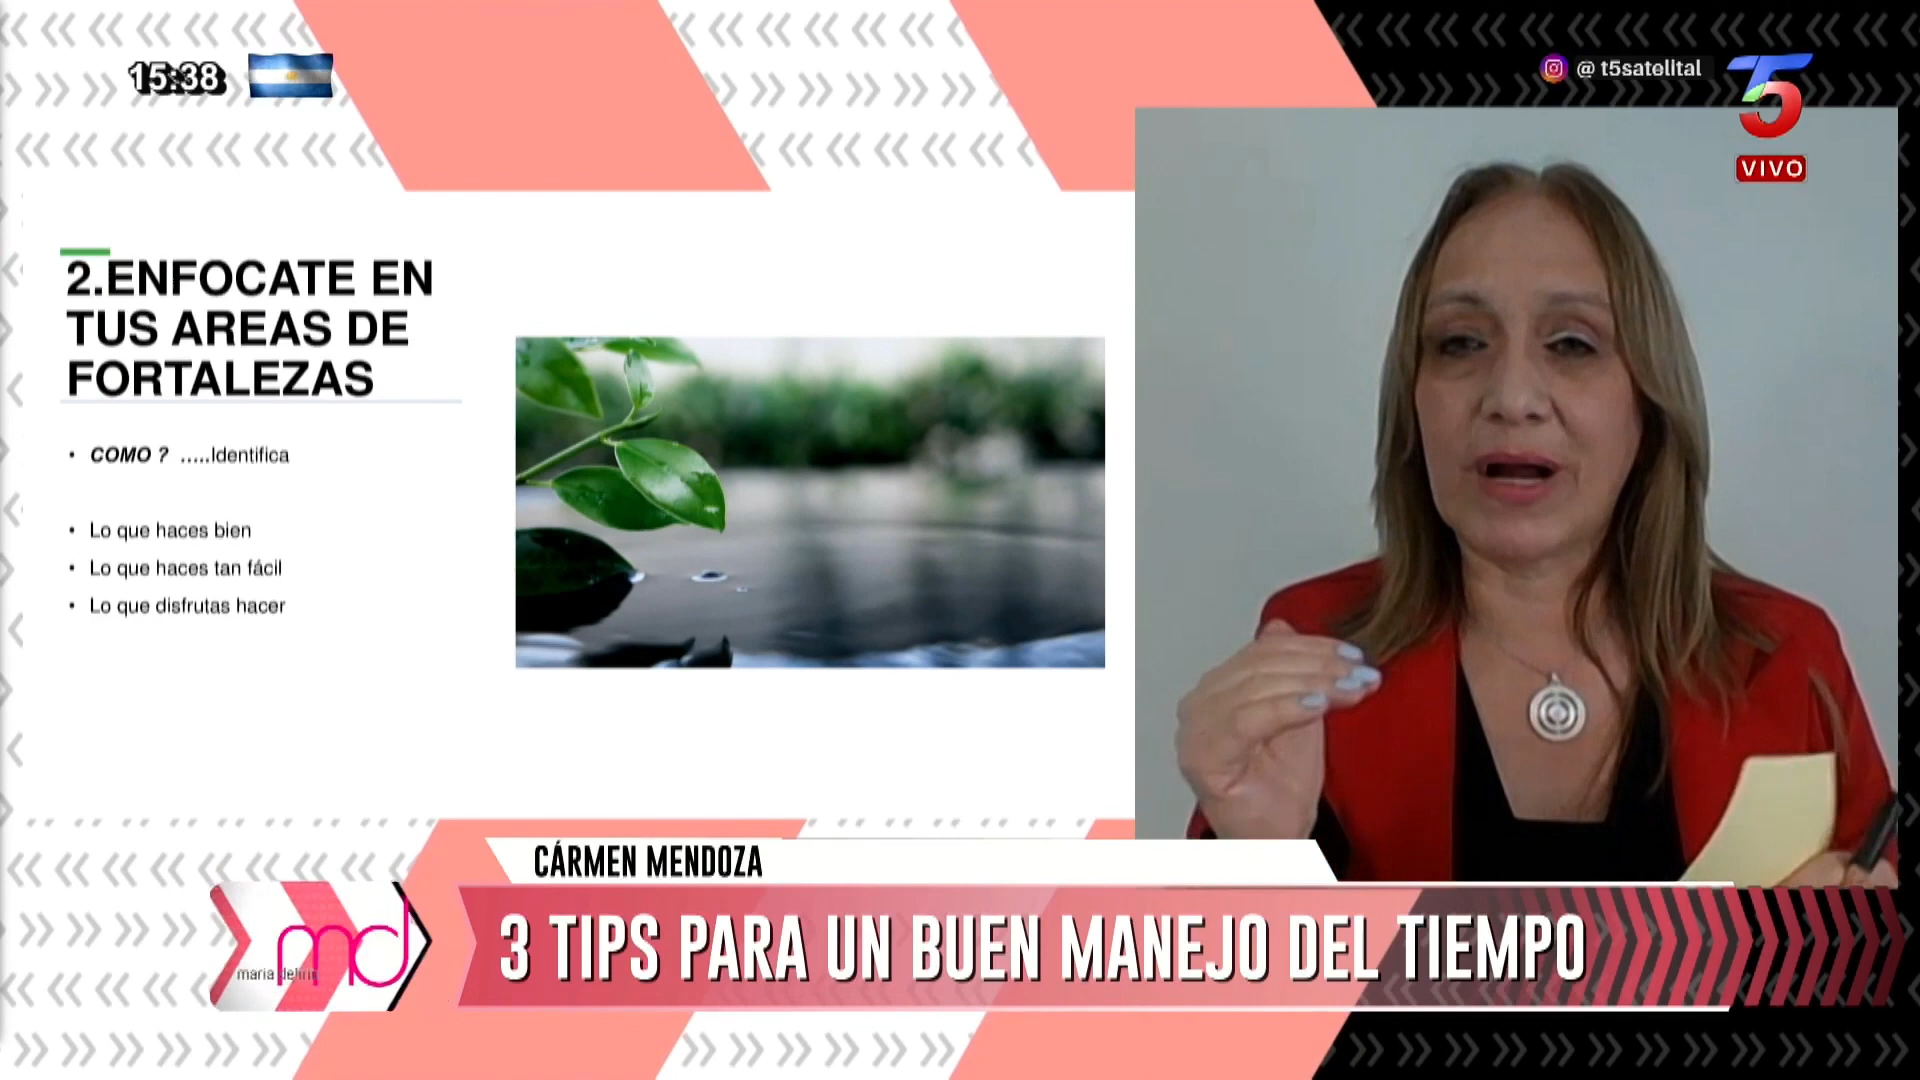 15:38
@ t5satelital
T5
VIVO
2.ENFOCATE EN
TUS AREAS DE
FORTALEZAS
• COMO ? .....Identifica
• Lo que haces bien
• Lo que haces tan fácil
• Lo que disfrutas hacer
CÁRMEN MENDOZA
md
maria
3 TIPS PARA UN BUEN MANEJO DEL TIEMPO